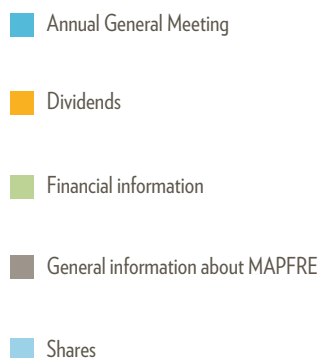 Annual General Meeting
Dividends
Financial information
General information about MAPFRE
Shares